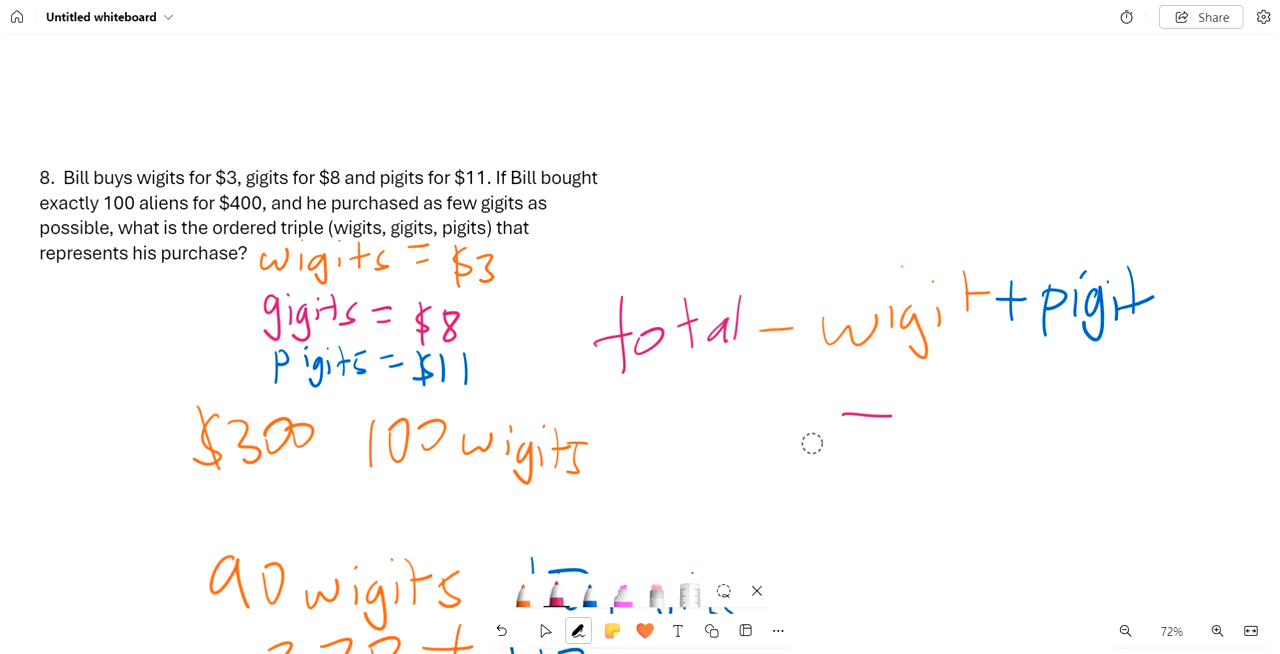 Untitled whiteboard
Share
8. Bill buys wigits for $3, gigits for $8 and pigits for $11. If Bill bought
exactly 100 aliens for $400, and he purchased as few gigits as
possible, what is the ordered triple (wigits, gigits, pigits) that
represents his purchase?
wigits = $3
gigits = $8
pigits = $11
total - wigit + pigit
$300 100 wigits
90 wigits
72%